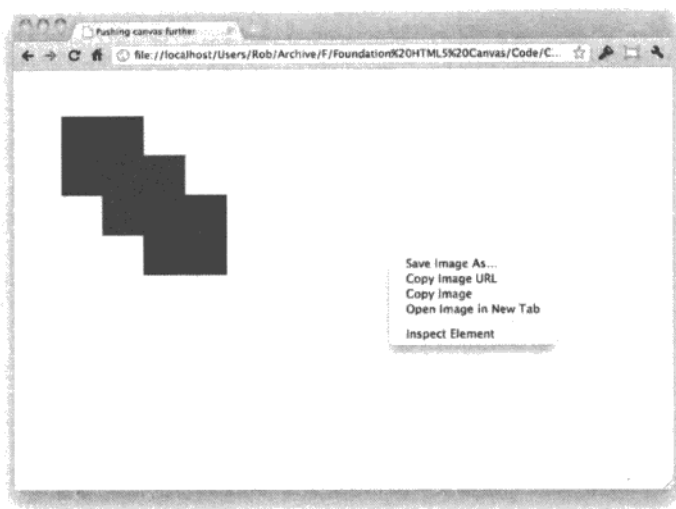 Pushing canvas further
file://localhost/Users/Rob/Archive/F/Foundation%20HTML5%20Canvas/Code/C...
Save Image As...
Copy Image URL
Copy Image
Open Image in New Tab
Inspect Element